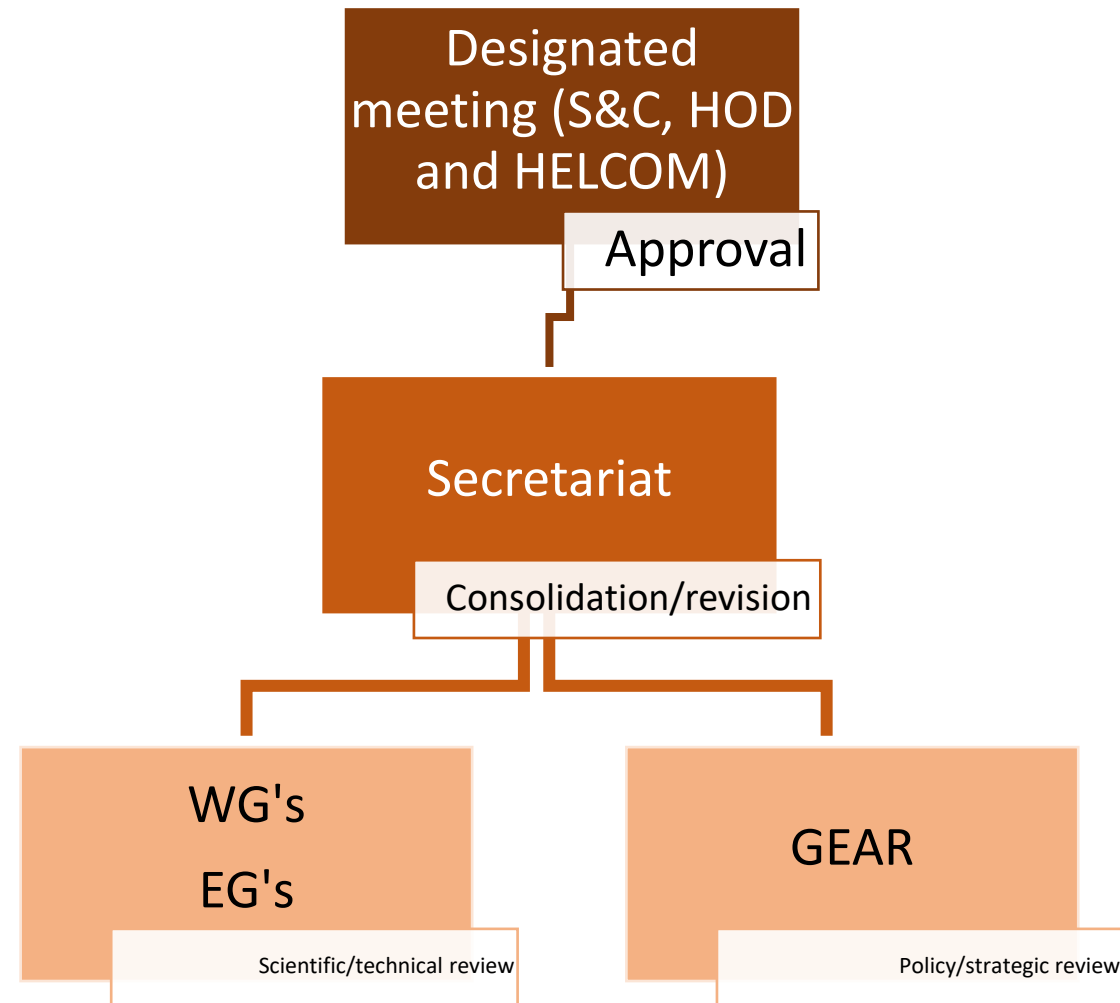 Designated
meeting (S&C, HOD
and HELCOM)
Approval
Secretariat
Consolidation/revision
WG's
EG's
Scientific/technical review
GEAR
Policy/strategic review